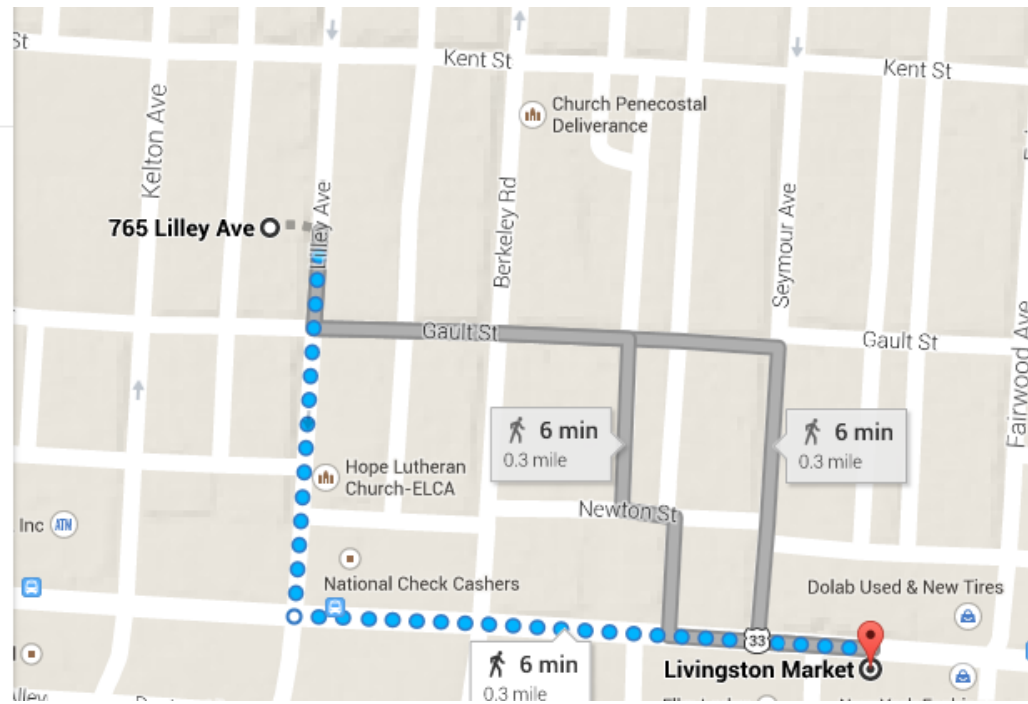 St
Kent St
Kent St
Church Penecostal
Deliverance
Kelton Ave
Lilley Ave
Berkeley Rd
Seymour Ave
765 Lilley Ave
Gault St
Gault St
Fairwood Ave
6 min
0.3 mile
6 min
0.3 mile
Hope Lutheran
Church-ELCA
Newton St
Inc
ATM
National Check Cashers
Dolab Used & New Tires
33
6 min
0.3 mile
Livingston Market
Alley